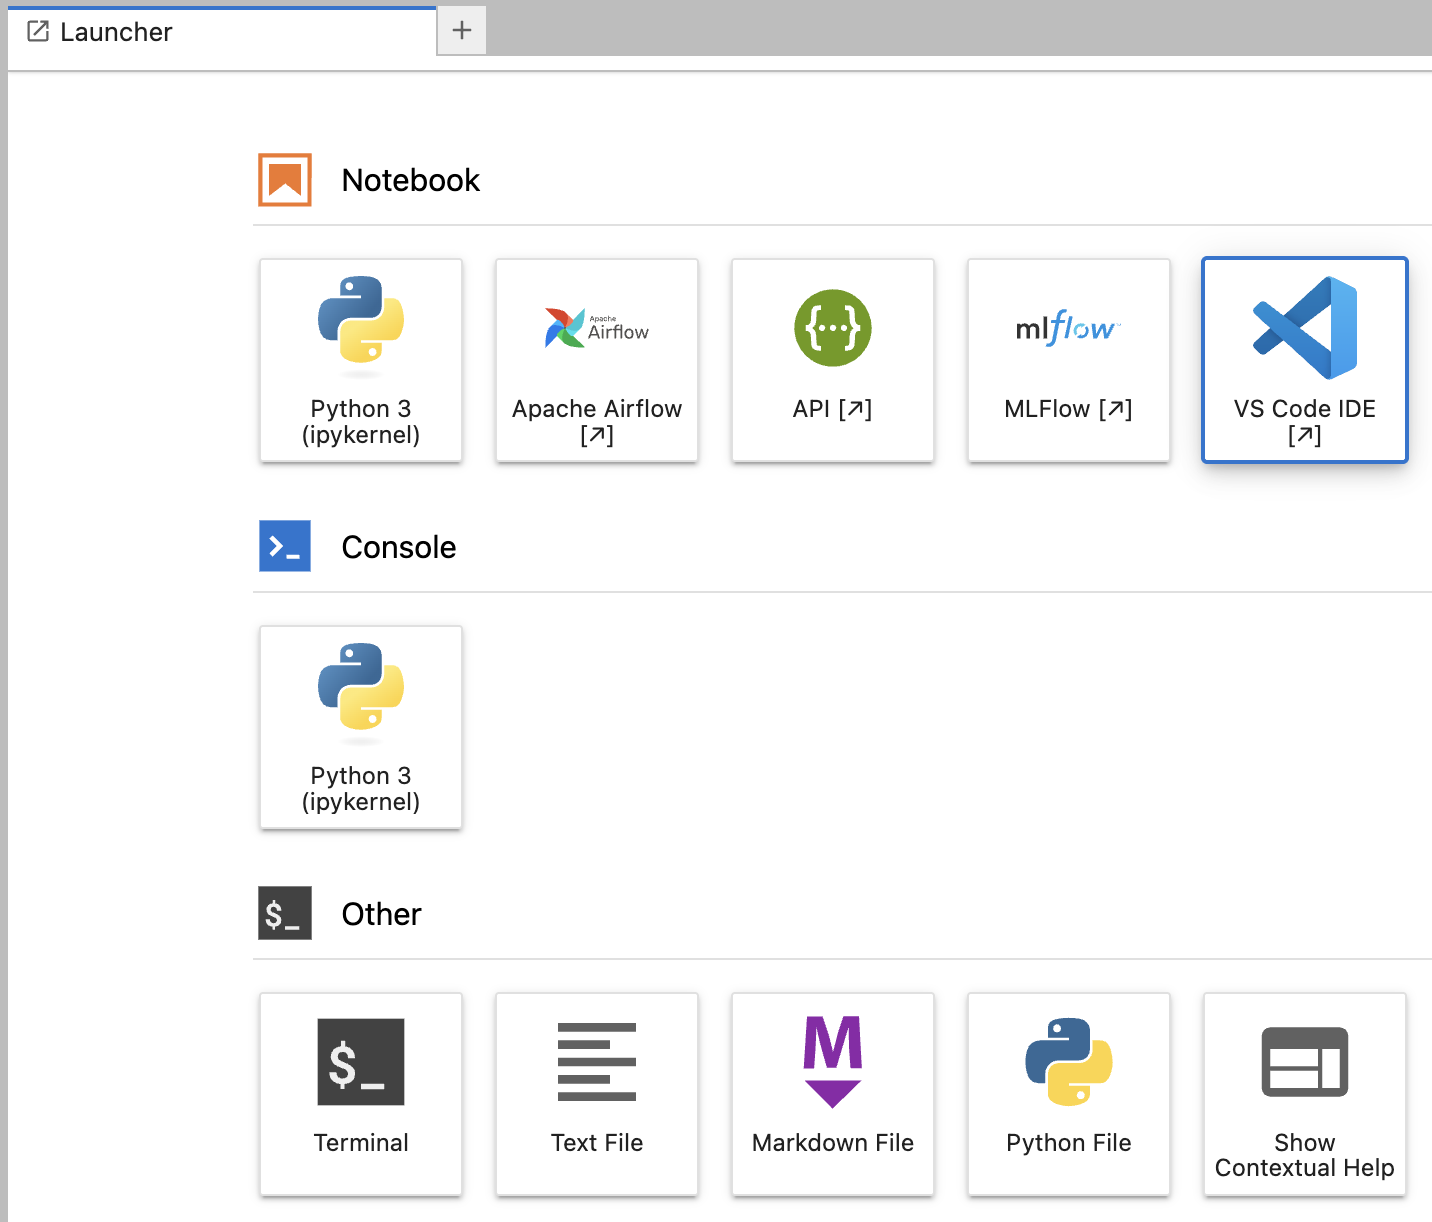 Launcher
+
Notebook
Python 3
(ipykernel)
Apache
Airflow
Apache Airflow
[↗]
{···}
API [↗]
mlflow™
MLFlow [↗]
VS Code IDE
[↗]
>_
Console
Python 3
(ipykernel)
$_
Other
$_
Terminal
Text File
M
Markdown File
Python File
Show
Contextual Help